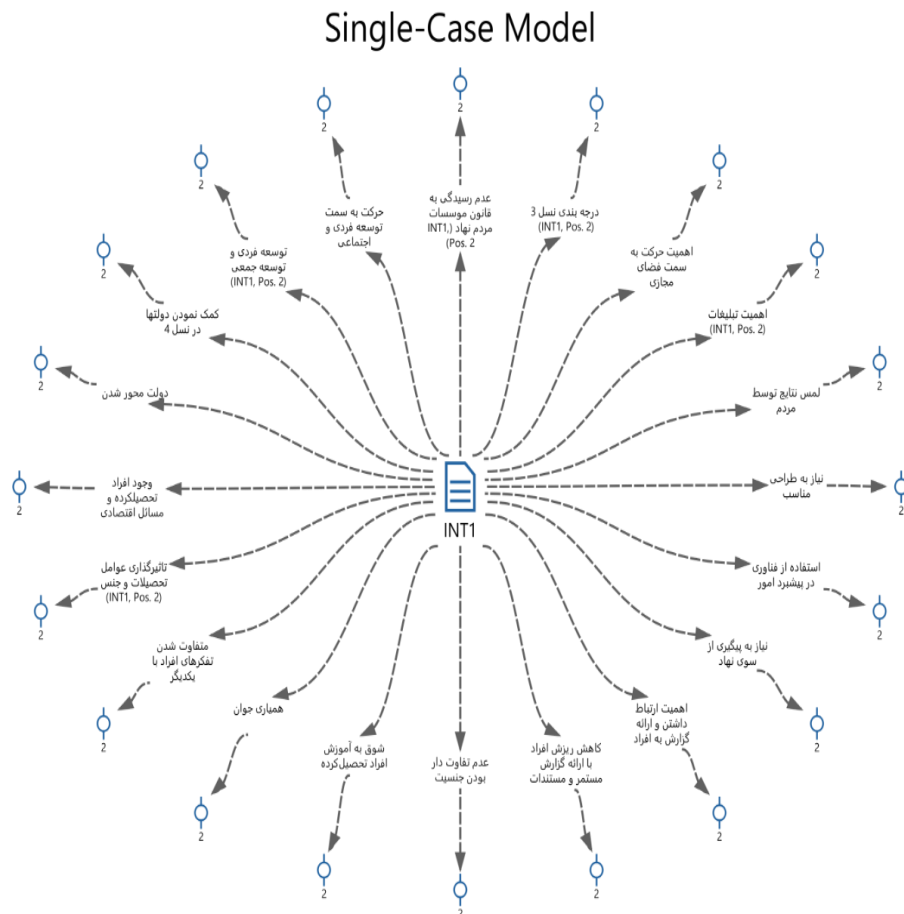 Single-Case Model
2
2
2
2
2
2
2
عدم رسیدگی به
قانون موسسات
مردم نهاد (INT1,
Pos. 2)
درجه بندی نسل 3
(INT1, Pos. 2)
حرکت به سمت
توسعه فردی و
اجتماعی
توسعه فردی و
توسعه جمعی
(INT1, Pos. 2)
اهمیت حرکت به
سمت فضای
مجازی
2
2
کمک نمودن دولتها
در نسل 4
اهمیت تبلیغات
(INT1, Pos. 2)
2
2
دولت محور شدن
لمس نتایج توسط
مردم
2
وجود افراد
تحصیلکرده و
مسائل اقتصادی
INT1
نیاز به طراحی
مناسب
2
تاثیرگذاری عوامل
تحصیلات و جنس
(INT1, Pos. 2)
استفاده از فناوری
در پیشبرد امور
2
2
متفاوت شدن
تفکرهای افراد با
یکدیگر
نیاز به پیگیری از
سوی نهاد
2
همیاری جوان
اهمیت ارتباط
داشتن و ارائه
گزارش به افراد
2
شوق به آموزش
افراد تحصیل‌کرده
عدم تفاوت دار
بودن جنسیت
کاهش ریزش افراد
با ارائه گزارش
مستمر و مستندات
2
2
2
2
2